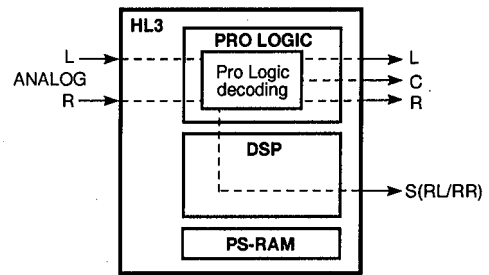 HL3
PRO LOGIC
L
ANALOG
R
Pro Logic
decoding
L
C
R
DSP
S(RL/RR)
PS-RAM